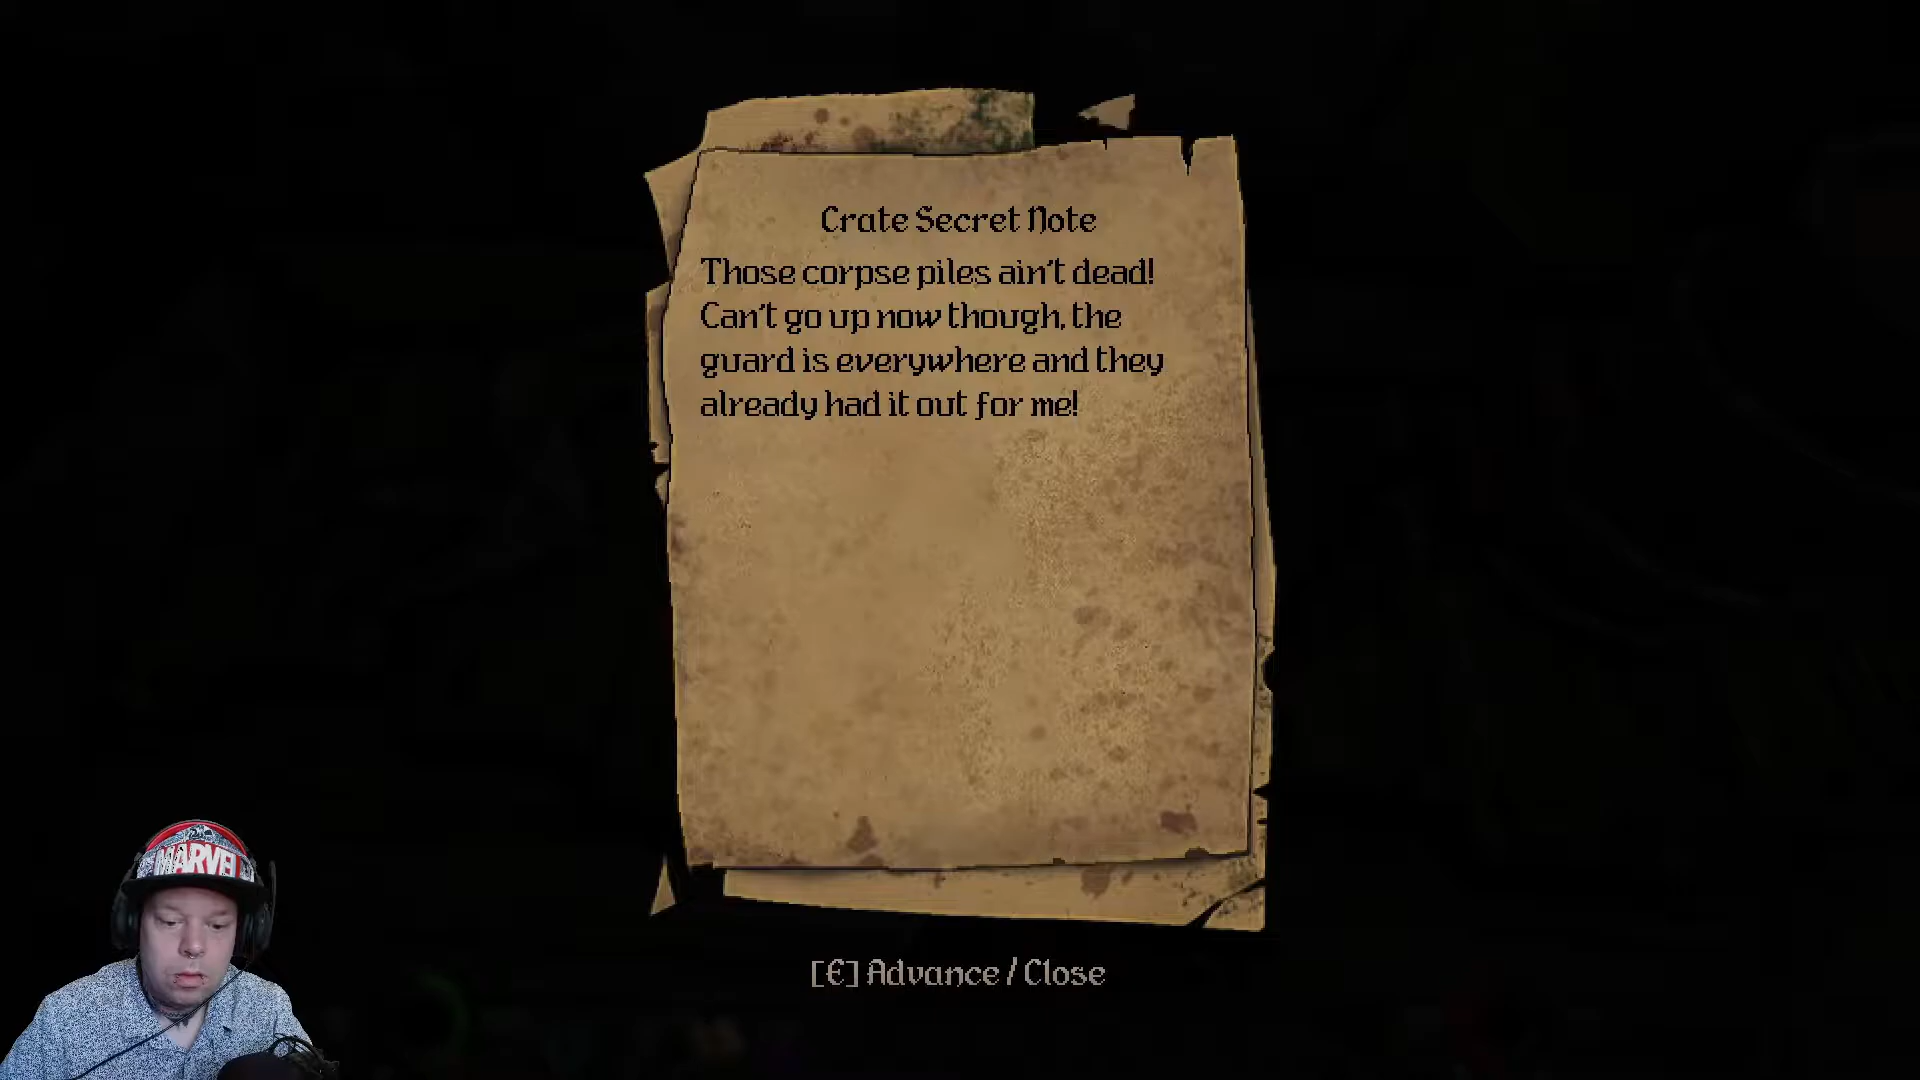 Crate Secret Note
Those corpse piles ain't dead!
Can't go up now though, the
guard is everywhere and they
already had it out for me!
[E] Advance / Close
MARVEL